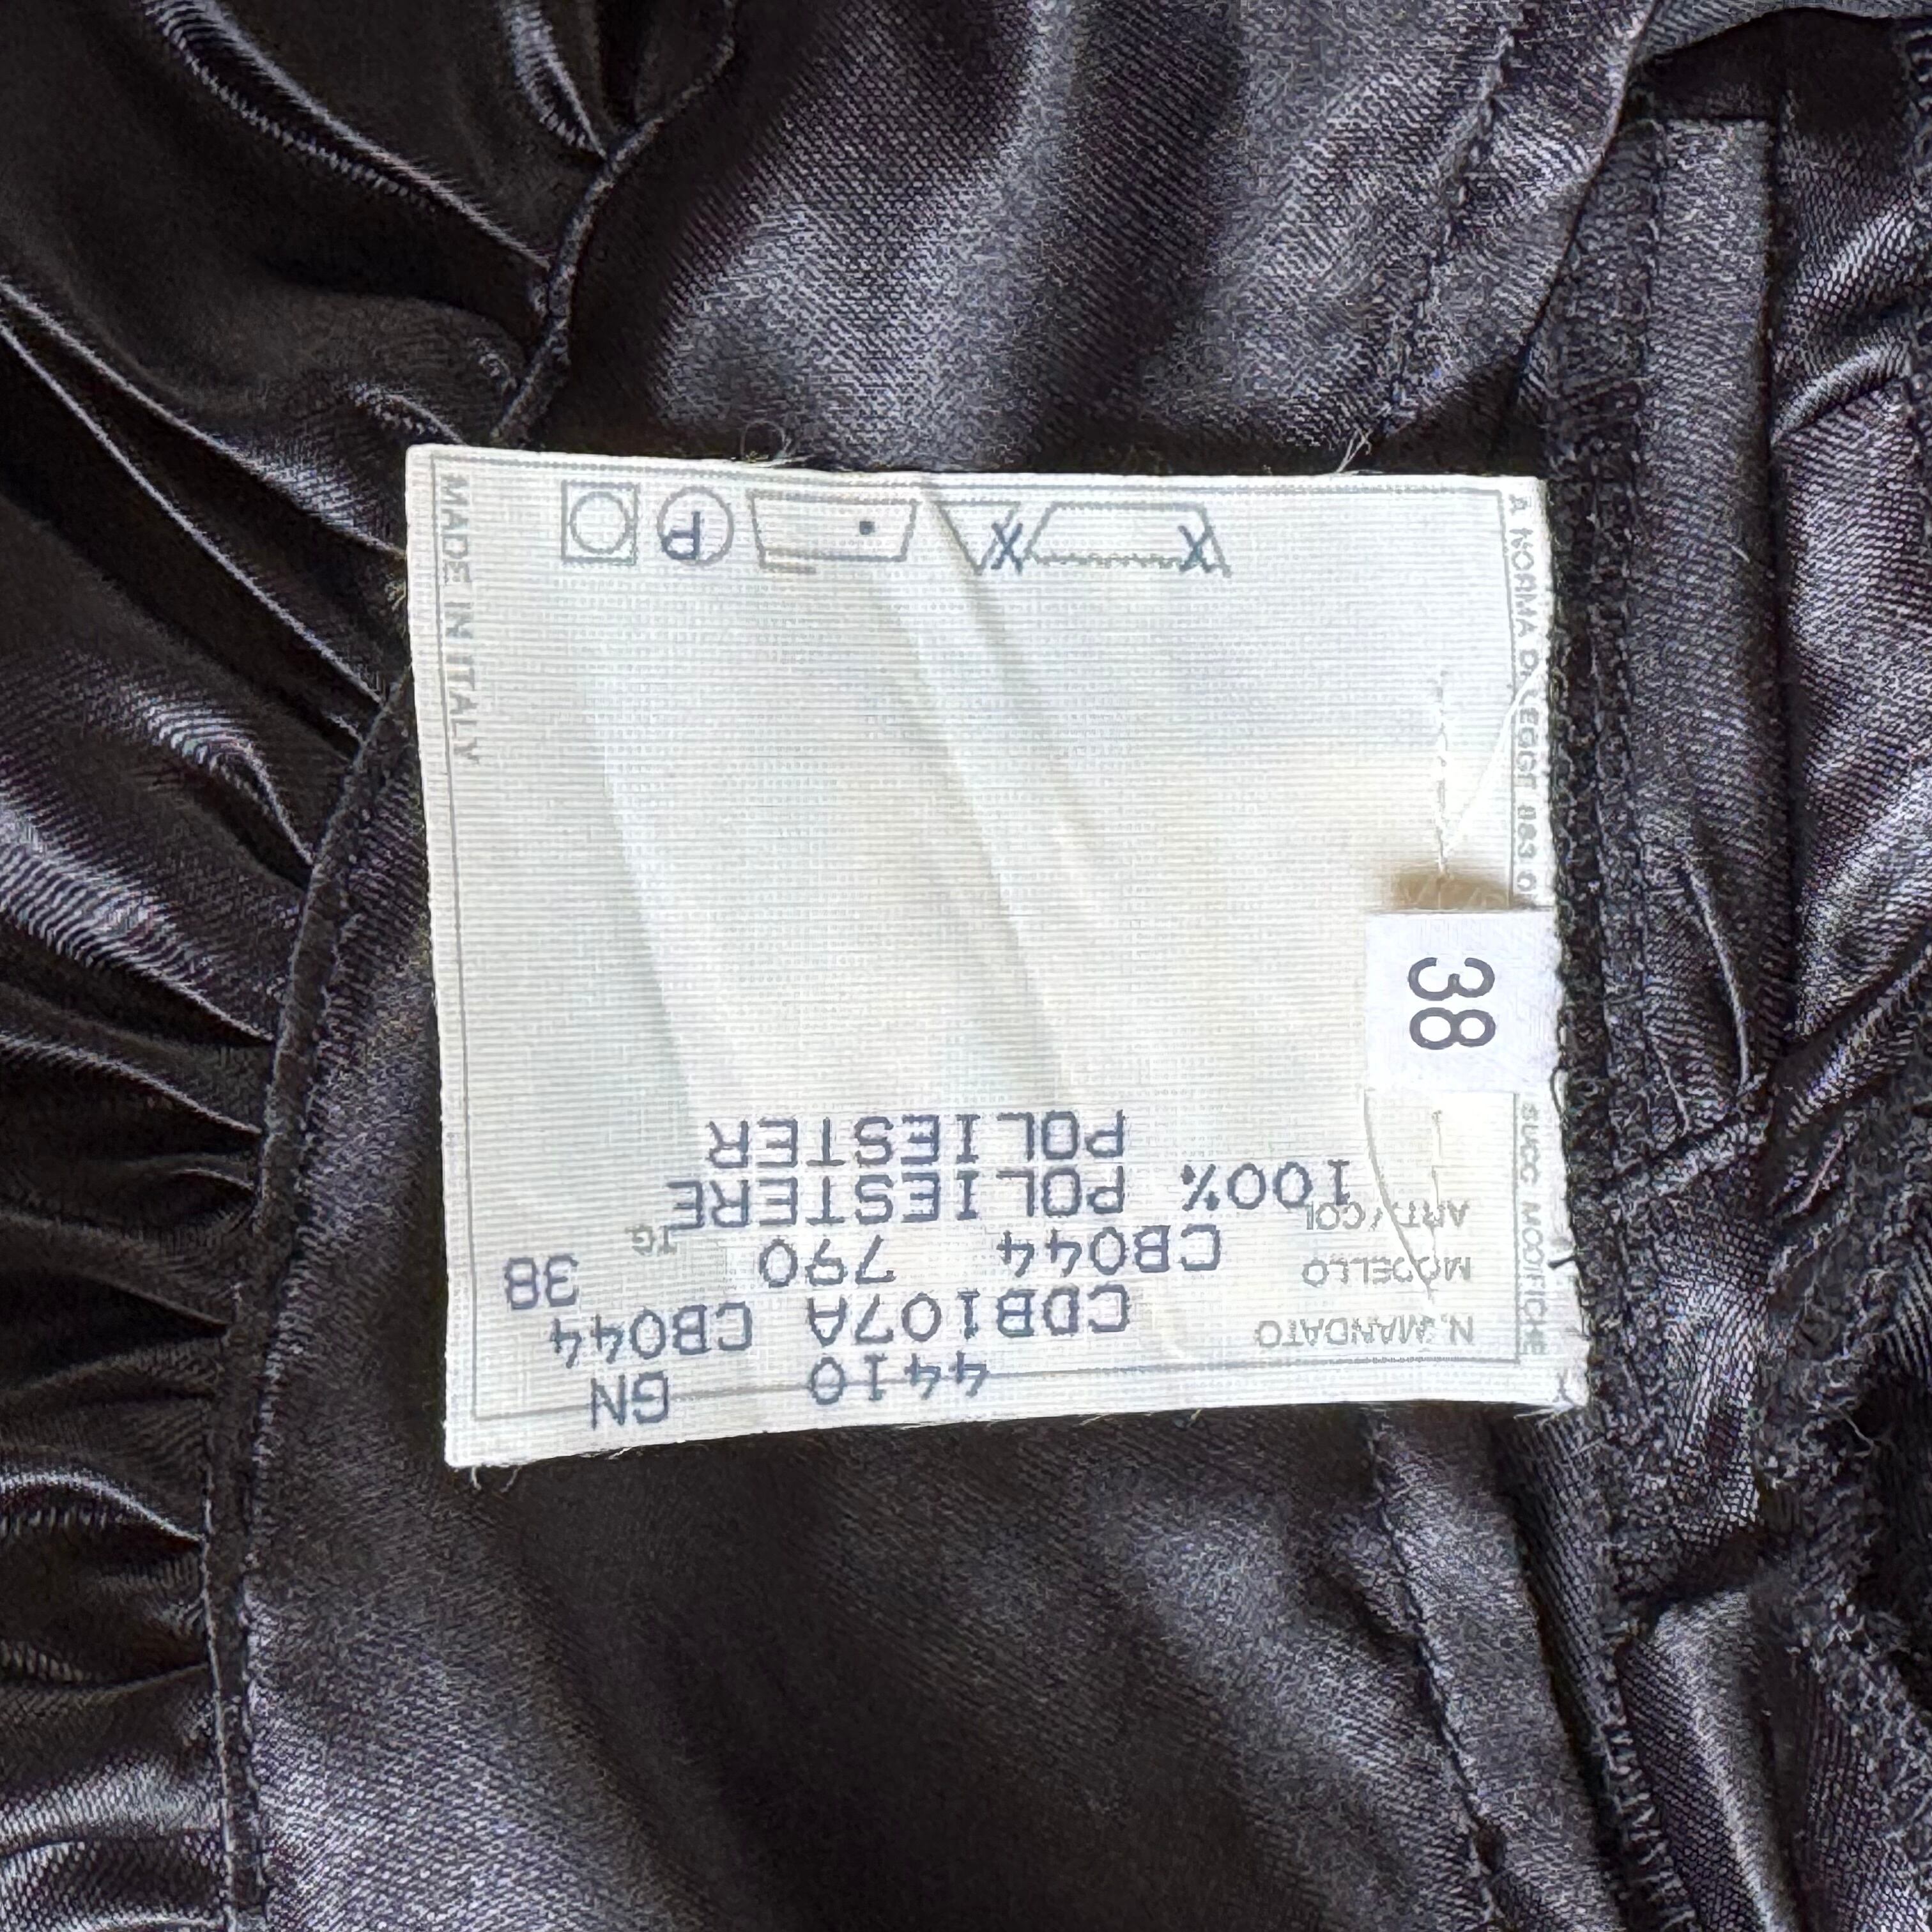 4410 GN
N. MANDATO
CDB107A CB044
MODELLO
CB044 790 38
ART/COL TG
100% POLIESTERE
POLIESTER
38
MADE IN ITALY
A NORMA DI LEGGE 883 SUCC MODIFICHE
P